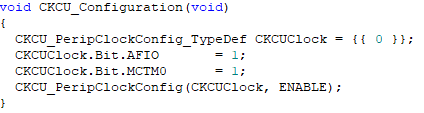 void CKCU_Configuration(void)
{
  CKCU_PeripClockConfig_TypeDef CKCUClock = {{ 0 }};
  CKCUClock.Bit.AFIO       = 1;
  CKCUClock.Bit.MCTM0      = 1;
  CKCU_PeripClockConfig(CKCUClock, ENABLE);
}